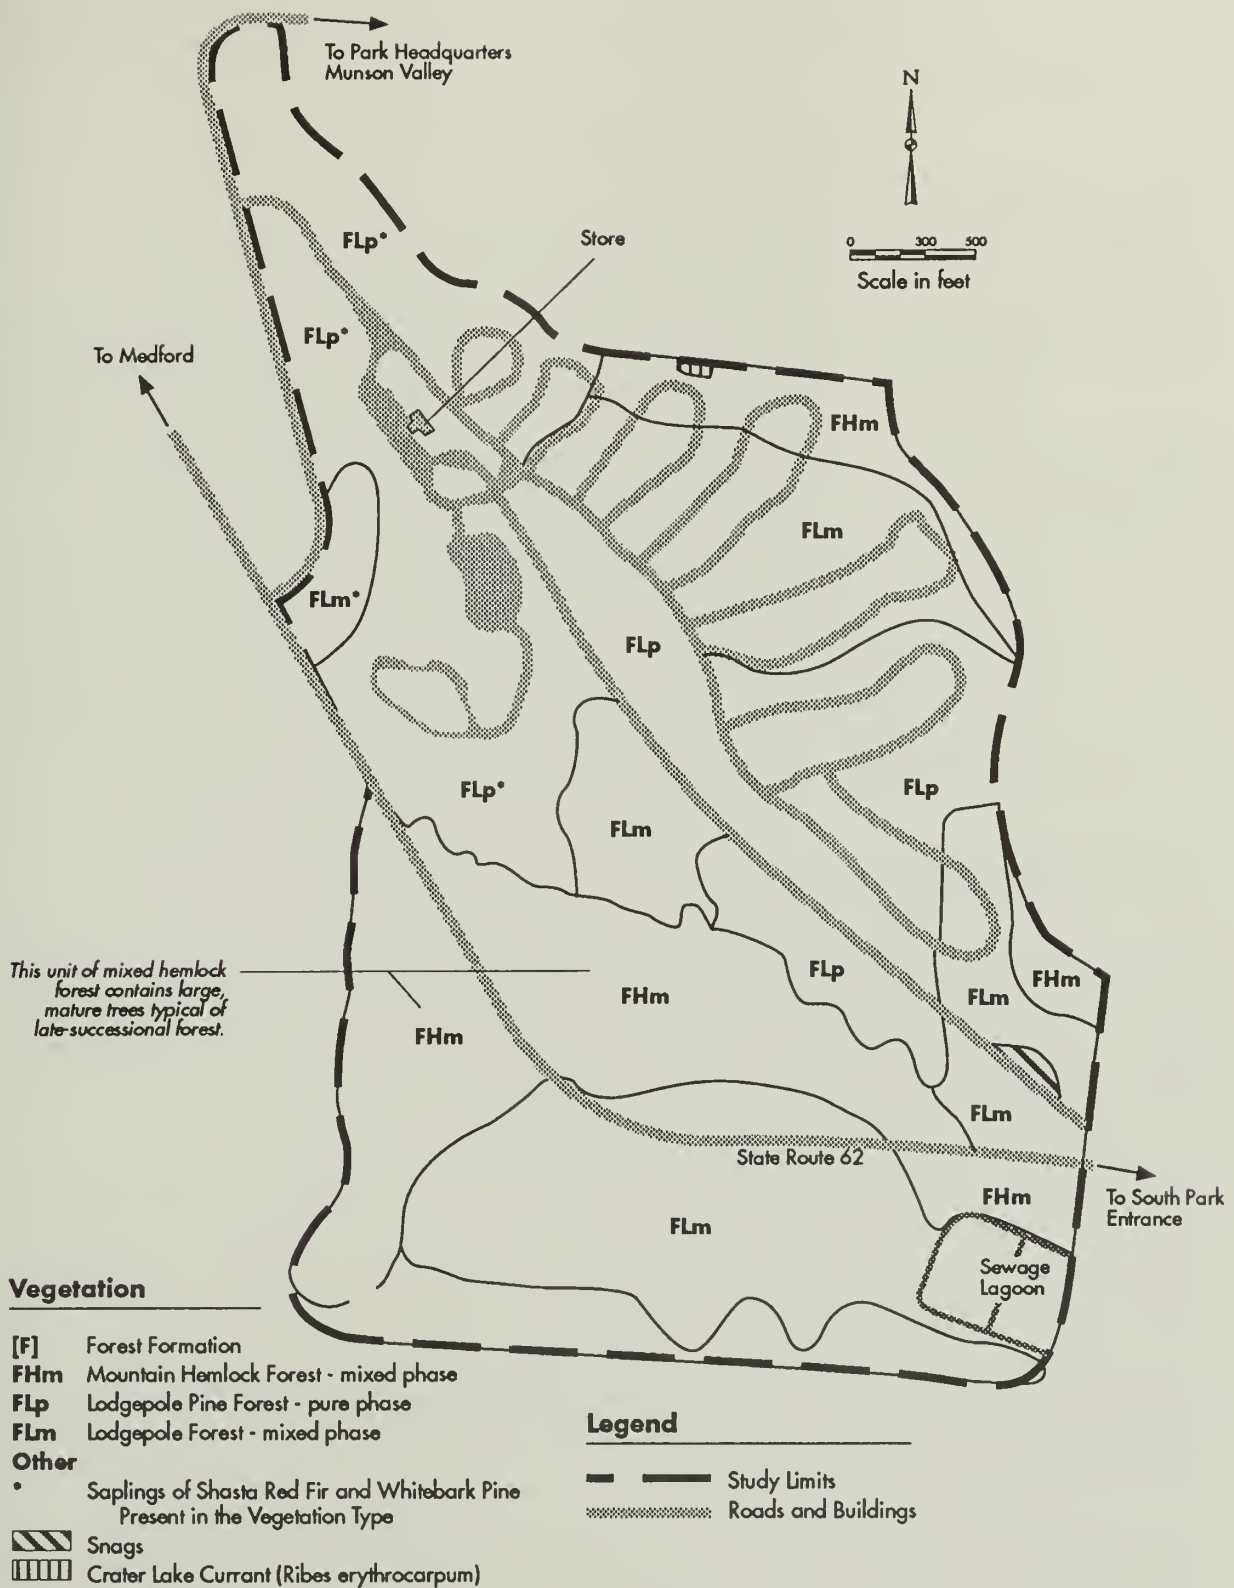 To Park Headquarters
Munson Valley
N
0 300 500
Scale in feet
Store
FLp*
FLp*
To Medford
FHm
FLm
FLm*
FLp
FLp*
FLm
FLp
This unit of mixed hemlock
forest contains large,
mature trees typical of
late-successional forest.
FHm
FLp
FLm
FHm
FHm
FLm
State Route 62
FHm
To South Park
Entrance
FLm
Sewage
Lagoon
Vegetation
[F] Forest Formation
FHm Mountain Hemlock Forest - mixed phase
FLp Lodgepole Pine Forest - pure phase
FLm Lodgepole Forest - mixed phase
Other
* Saplings of Shasta Red Fir and Whitebark Pine
Present in the Vegetation Type
Snags
Crater Lake Currant (Ribes erythrocarpum)
Legend
Study Limits
Roads and Buildings